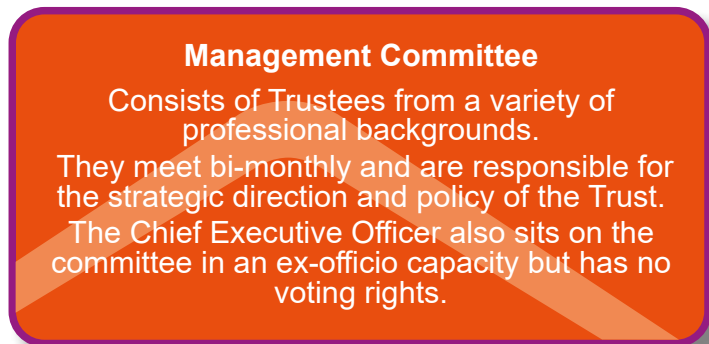 Management Committee
Consists of Trustees from a variety of
professional backgrounds.
They meet bi-monthly and are responsible for
the strategic direction and policy of the Trust.
The Chief Executive Officer also sits on the
committee in an ex-officio capacity but has no
voting rights.